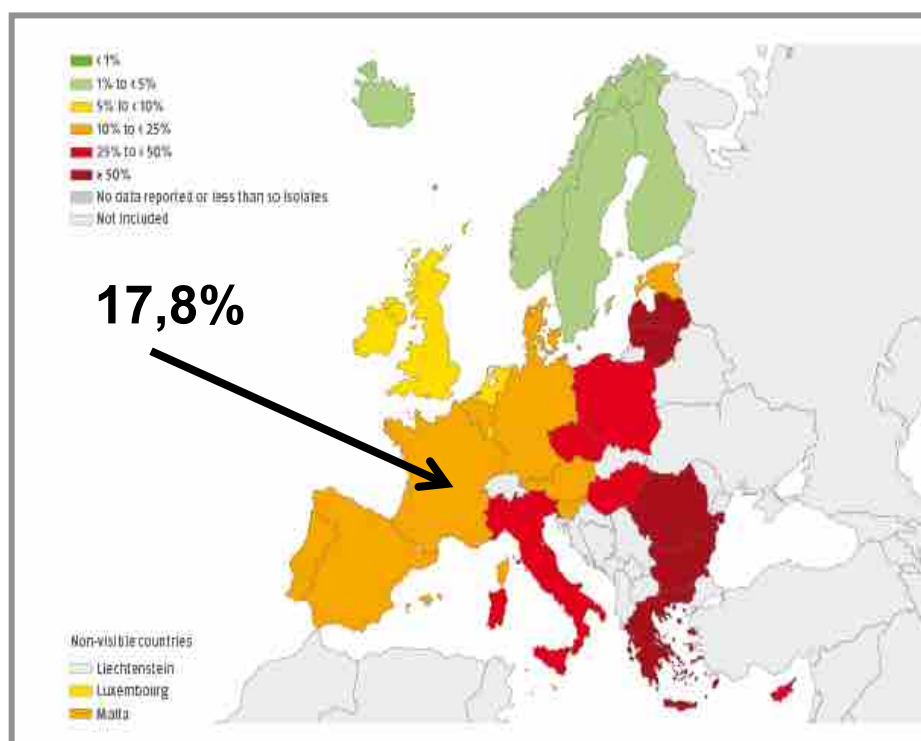 < 1%
1% to < 5%
5% to < 10%
10% to < 25%
25% to < 50%
≥ 50%
No data reported or less than 10 isolates
Not included
17,8%
Non-visible countries
Liechtenstein
Luxembourg
Malta